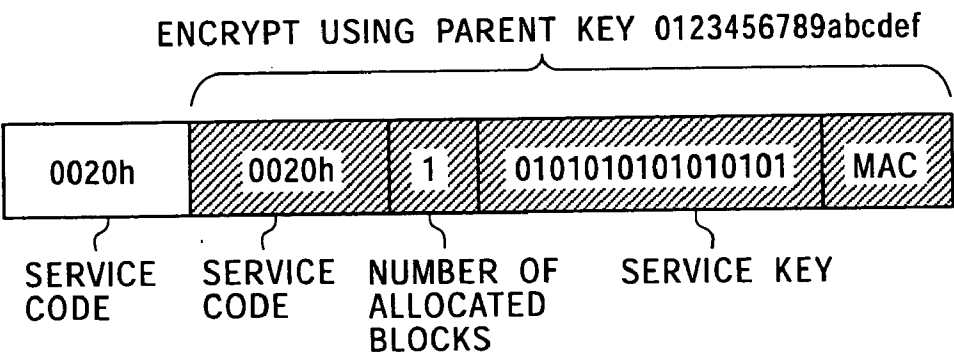 ENCRYPT USING PARENT KEY 0123456789abcdef
0020h 0020h 1 0101010101010101 MAC
SERVICE CODE
SERVICE CODE
NUMBER OF ALLOCATED BLOCKS
SERVICE KEY